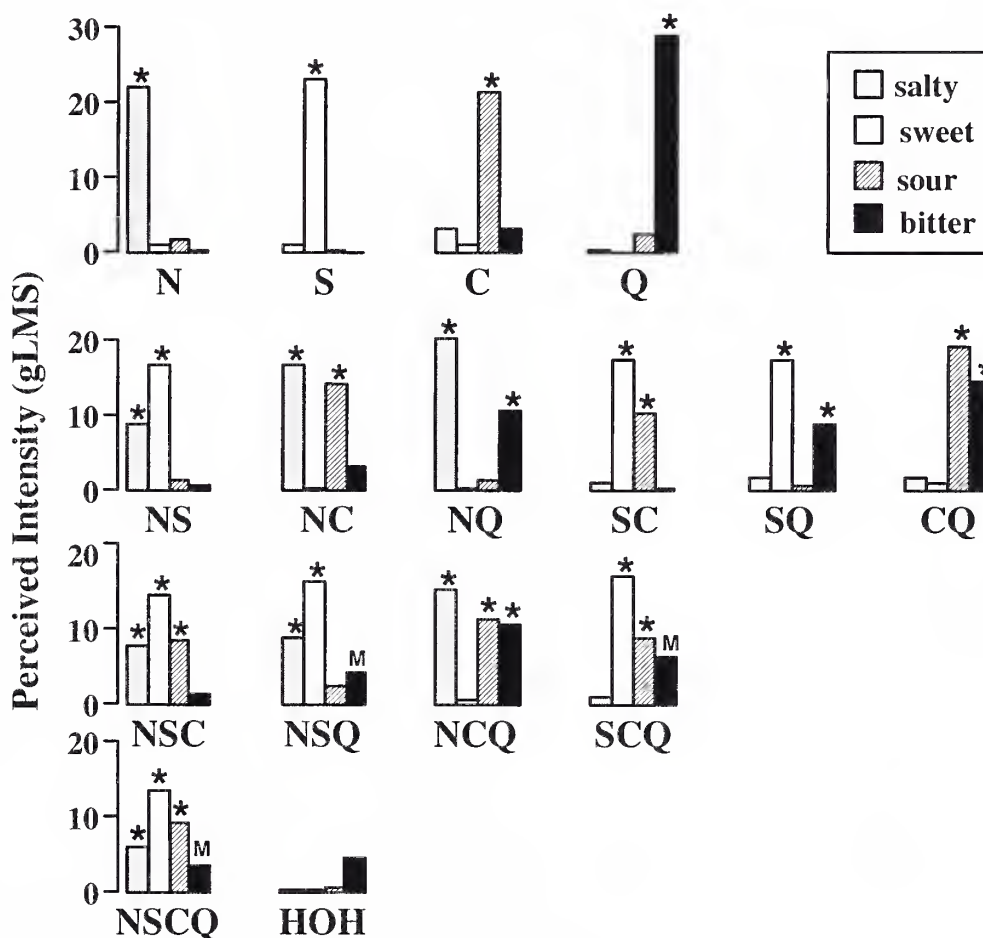 Perceived Intensity (gLMS)
30
20
10
0
* * * *
N S C Q
salty
sweet
sour
bitter
20
10
0
* * * * * * * * * * * *
NS NC NQ SC SQ CQ
20
10
0
* * * * * M * * * * * M
NSC NSQ NCQ SCQ
20
10
0
* * * M
NSCQ HOH